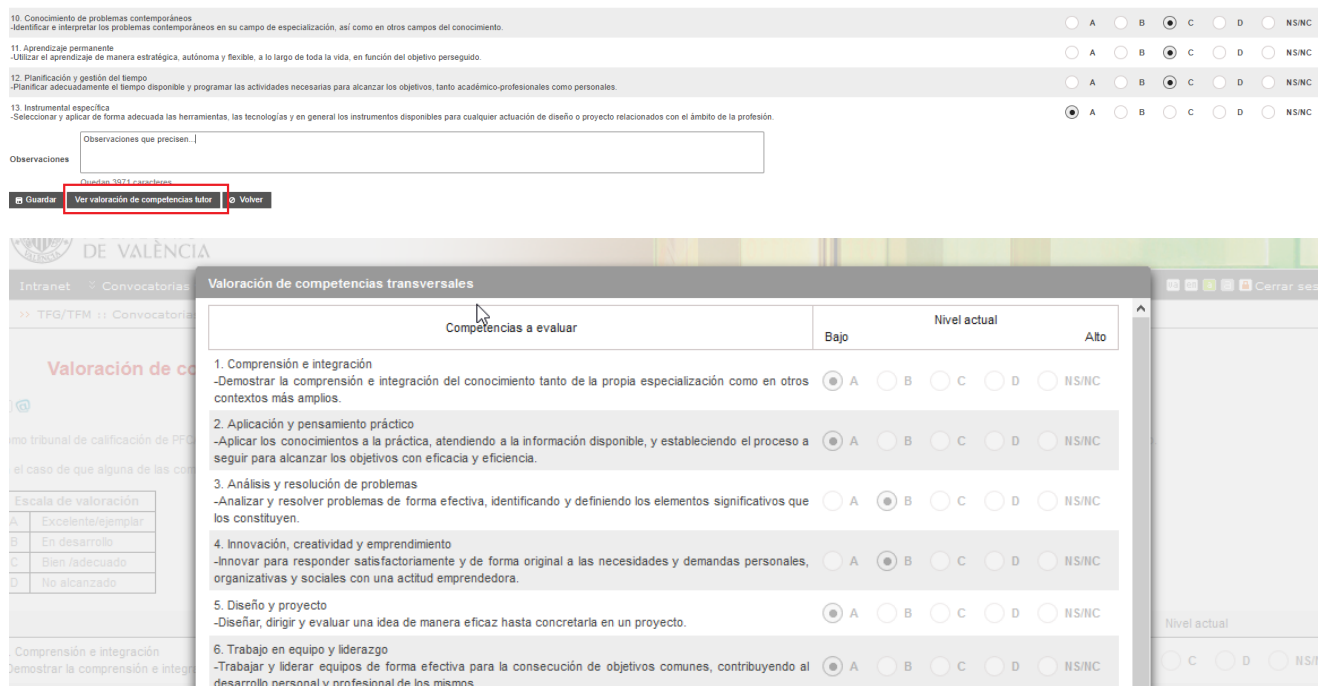 10. Conocimiento de problemas contemporáneos
-Identificar e interpretar los problemas contemporáneos en su campo de especialización, así como en otros campos del conocimiento.
A B C D NS/NC
11. Aprendizaje permanente
-Utilizar el aprendizaje de manera estratégica, autónoma y flexible, a lo largo de toda la vida, en función del objetivo perseguido.
A B C D NS/NC
12. Planificación y gestión del tiempo
-Planificar adecuadamente el tiempo disponible y programar las actividades necesarias para alcanzar los objetivos, tanto académico-profesionales como personales.
A B C D NS/NC
13. Instrumental específica
-Seleccionar y aplicar de forma adecuada las herramientas, las tecnologías y en general los instrumentos disponibles para cualquier actuación de diseño o proyecto relacionados con el ámbito de la profesión.
A B C D NS/NC
Observaciones que precisen...
Observaciones
Quedan 3971 caracteres
Guardar Ver valoración de competencias tutor Volver
DE VALÈNCIA
Intranet Convocatorias
Cerrar ses
>> TFG/TFM :: Convocatorias
Valoración de co
omo tribunal de calificación de PFC
el caso de que alguna de las com
Escala de valoración
A Excelente/ejemplar
B En desarrollo
C Bien /adecuado
D No alcanzado
Valoración de competencias transversales
Competencias a evaluar
Nivel actual
Bajo Alto
1. Comprensión e integración
-Demostrar la comprensión e integración del conocimiento tanto de la propia especialización como en otros
contextos más amplios.
A B C D NS/NC
2. Aplicación y pensamiento práctico
-Aplicar los conocimientos a la práctica, atendiendo a la información disponible, y estableciendo el proceso a
seguir para alcanzar los objetivos con eficacia y eficiencia.
A B C D NS/NC
3. Análisis y resolución de problemas
-Analizar y resolver problemas de forma efectiva, identificando y definiendo los elementos significativos que
los constituyen.
A B C D NS/NC
4. Innovación, creatividad y emprendimiento
-Innovar para responder satisfactoriamente y de forma original a las necesidades y demandas personales,
organizativas y sociales con una actitud emprendedora.
A B C D NS/NC
5. Diseño y proyecto
-Diseñar, dirigir y evaluar una idea de manera eficaz hasta concretarla en un proyecto.
A B C D NS/NC
6. Trabajo en equipo y liderazgo
-Trabajar y liderar equipos de forma efectiva para la consecución de objetivos comunes, contribuyendo al
desarrollo personal y profesional de los mismos.
A B C D NS/NC
Nivel actual
. Comprensión e integración
Demostrar la comprensión e integra
C D NS/